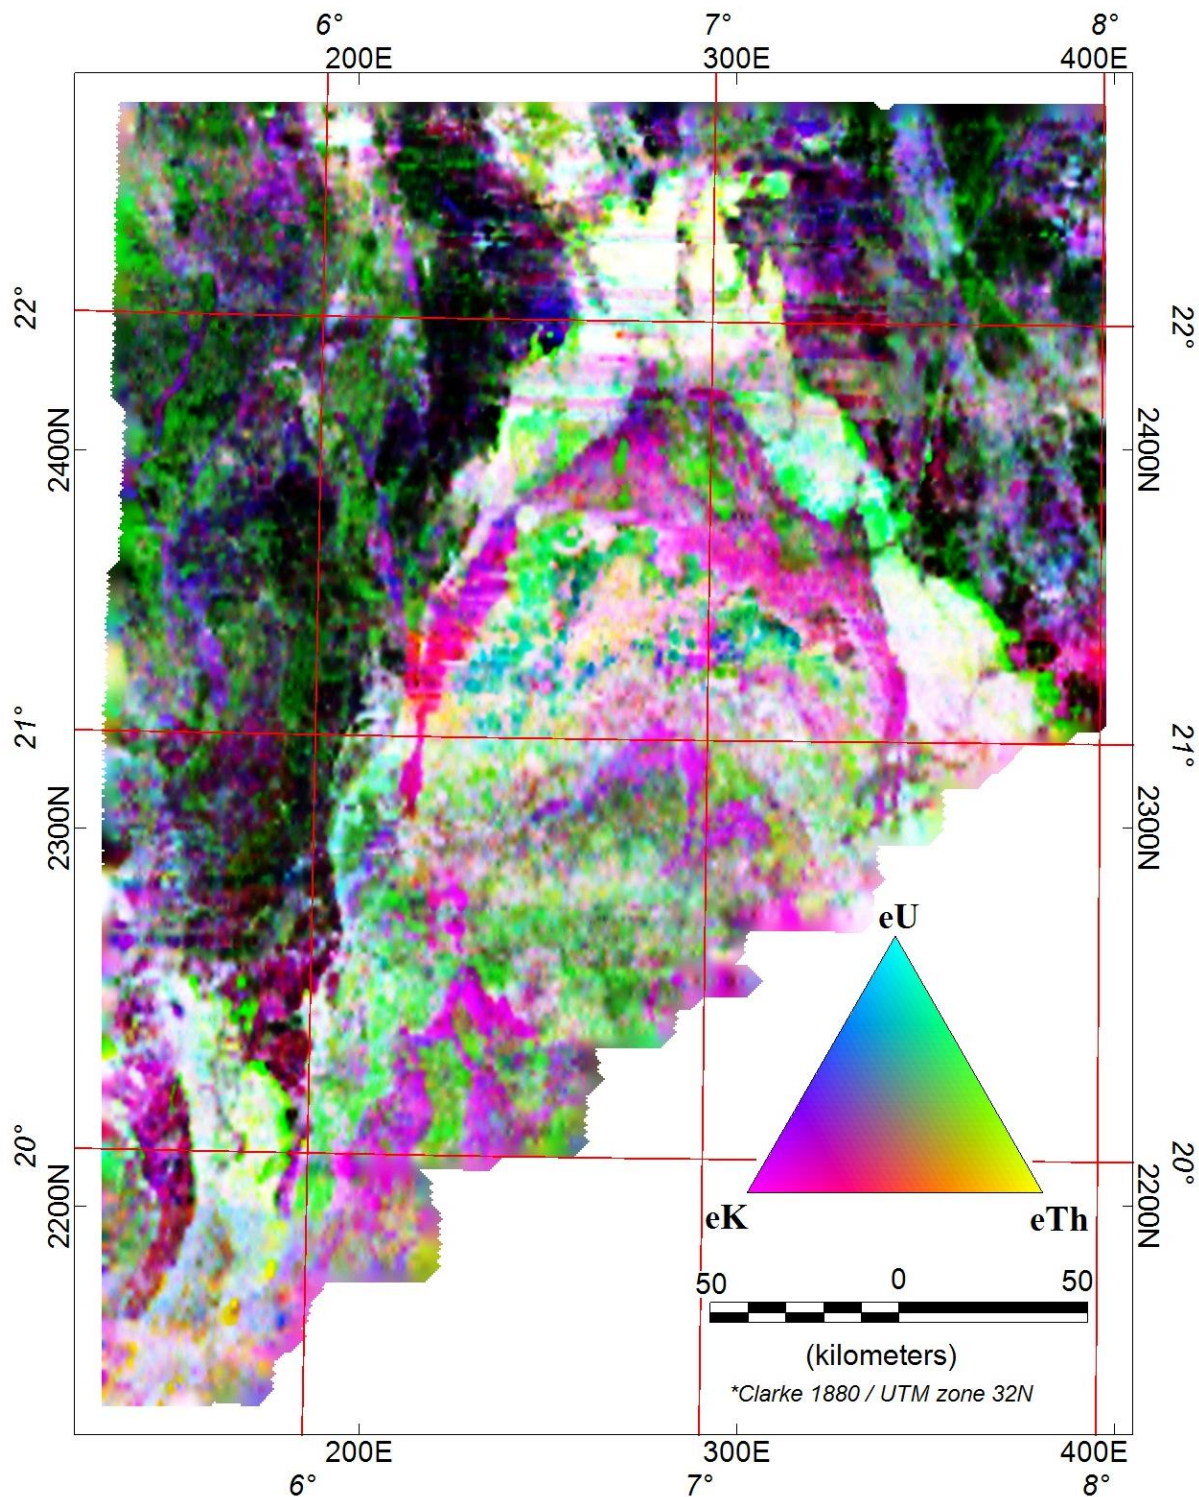 6° 7° 8°
200E 300E 400E
22° 22°
2400N 2400N
21° 21°
2300N 2300N
eU
20° 20°
2200N 2200N
eK eTh
50 0 50
(kilometers)
*Clarke 1880 / UTM zone 32N
200E 300E 400E
6° 7° 8°